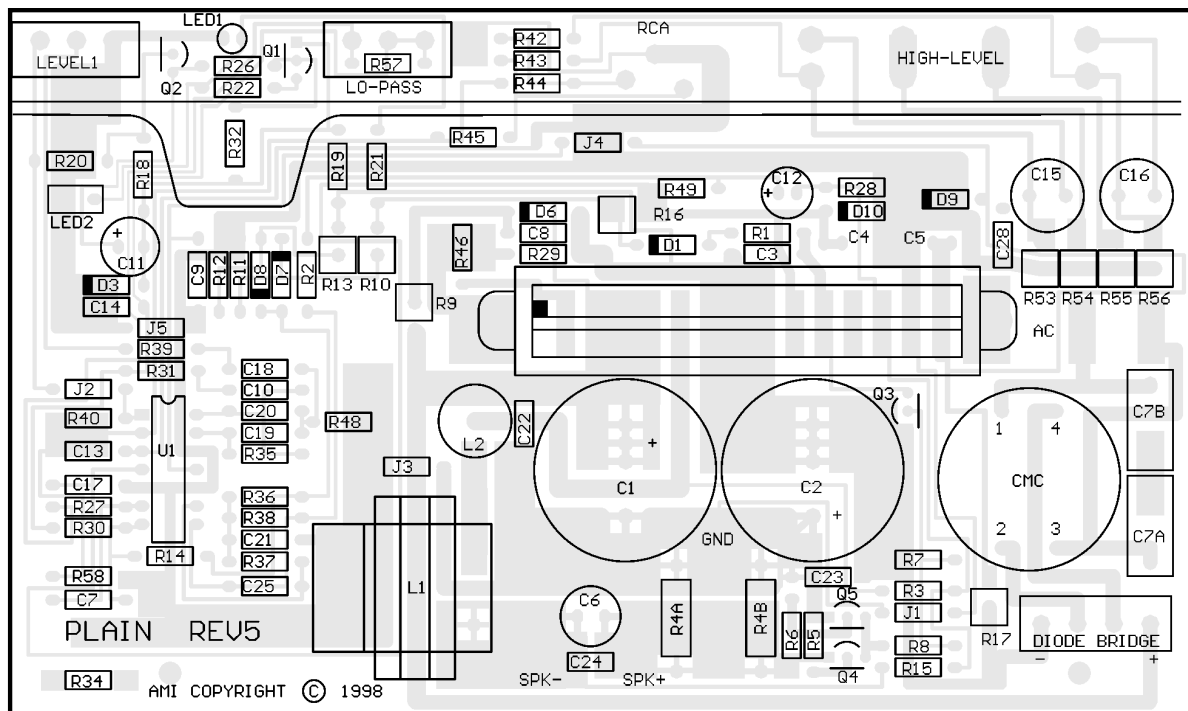 LED1
RCA
R42
LEVEL1
Q1
R26
R57
R43
HIGH-LEVEL
Q2
R22
LO-PASS
R44
R32
R45
J4
R20
R18
R19
R21
C12
C15
C16
LED2
R49
+
R28
D9
D6
R16
D10
+
C11
R46
C8
D1
R1
C4
C5
C28
R29
C3
C9
R12
R11
D8
D7
R2
R13
R10
D3
C14
R9
R53
R54
R55
R56
J5
AC
R39
R31
C18
J2
C10
Q3
R40
C20
R48
C22
C7B
C19
1
4
U1
L2
+
C13
R35
J3
C17
C1
C2
CMC
R36
R27
R38
+
R30
2
3
C21
GND
C7A
R14
R37
R7
R58
C25
C23
L1
R3
C7
C6
R4A
R4B
Q5
J1
PLAIN REV5
R6
R5
R17
DIODE BRIDGE
R8
C24
-
+
R15
R34
SPK-
SPK+
Q4
AMI COPYRIGHT © 1998